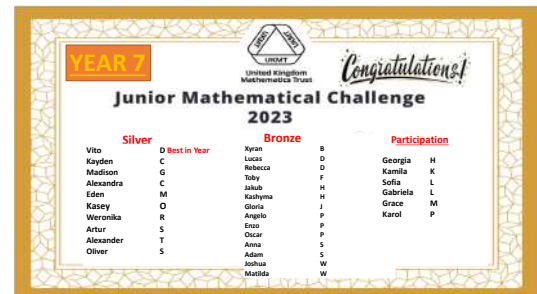 YEAR 7
UKMT
UKMT
UKMT
United Kingdom
Mathematics Trust
Congratulations!
Junior Mathematical Challenge
2023
Silver
Vito D Best in Year
Kayden C
Madison G
Alexandra C
Eden M
Kasey O
Weronika R
Artur S
Alexander T
Oliver S
Bronze
Xyran B
Lucas D
Rebecca D
Toby F
Jakub H
Kashyma H
Gloria J
Angelo P
Enzo P
Oscar P
Anna S
Adam S
Joshua W
Matilda W
Participation
Georgia H
Kamila K
Sofia L
Gabriela L
Grace M
Karol P